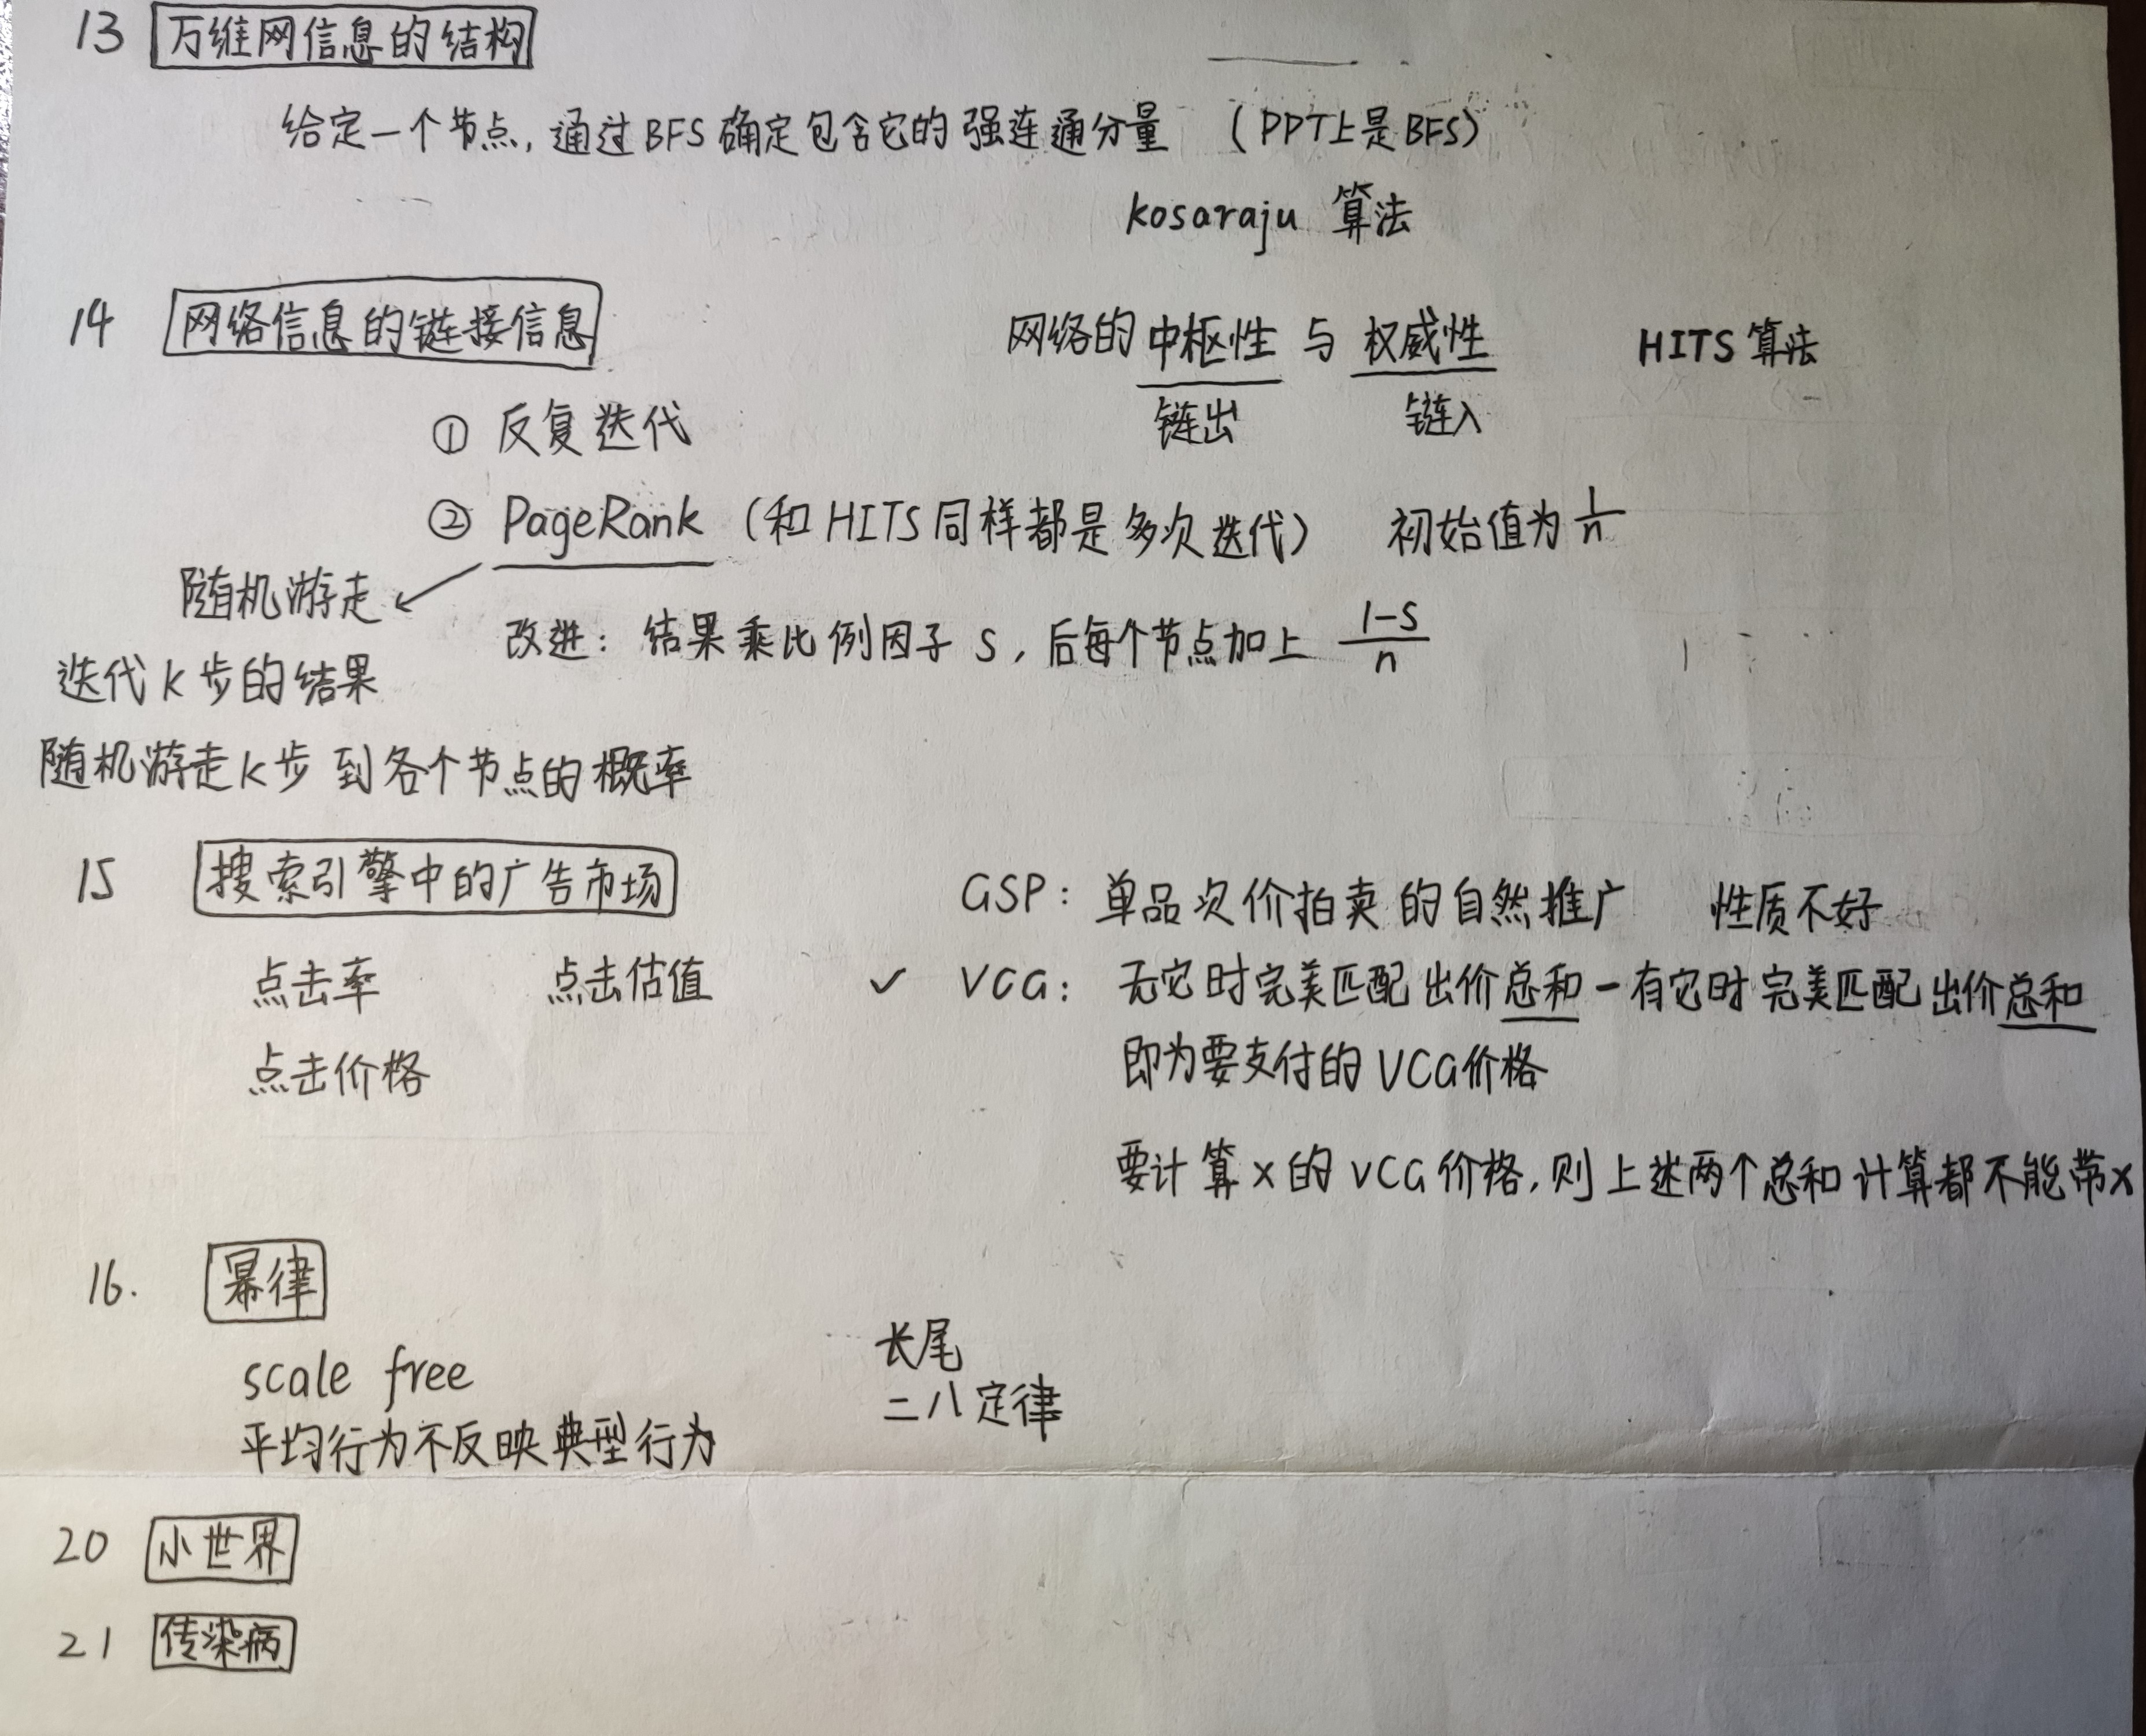 13 万维网信息的结构
给定一个节点, 通过BFS确定包含它的强连通分量 (PPT上是BFS)
kosaraju 算法
14 网络信息的链接信息 网络的中枢性与权威性 HITS算法
链出 链入
① 反复迭代
② PageRank (和HITS同样都是多次迭代) 初始值为 1/n
随机游走
改进: 结果乘比例因子 s, 后每个节点加上 (1-s)/n
迭代k步的结果
随机游走k步到各个节点的概率
15 搜索引擎中的广告市场 GSP: 单品次价拍卖的自然推广 性质不好
点击率 点击估值 ✓ VCG: 无它时完美匹配出价总和-有它时完美匹配出价总和
点击价格 即为要支付的VCG价格
要计算x的VCG价格, 则上述两个总和计算都不能带x
16. 幂律
scale free 长尾
二八定律
平均行为不反映典型行为
20 小世界
21 传染病